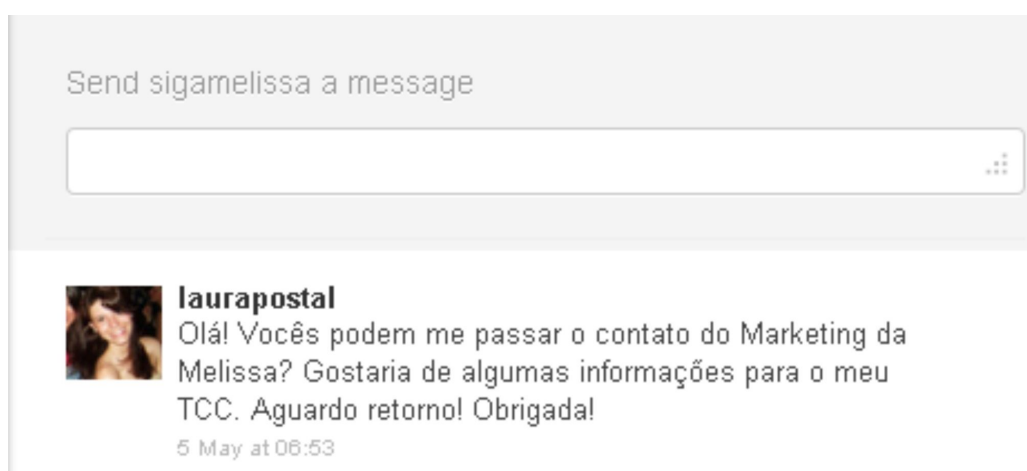 Send sigamelissa a message
laurapostal
Olá! Vocês podem me passar o contato do Marketing da
Melissa? Gostaria de algumas informações para o meu
TCC. Aguardo retorno! Obrigada!
5 May at 06:53